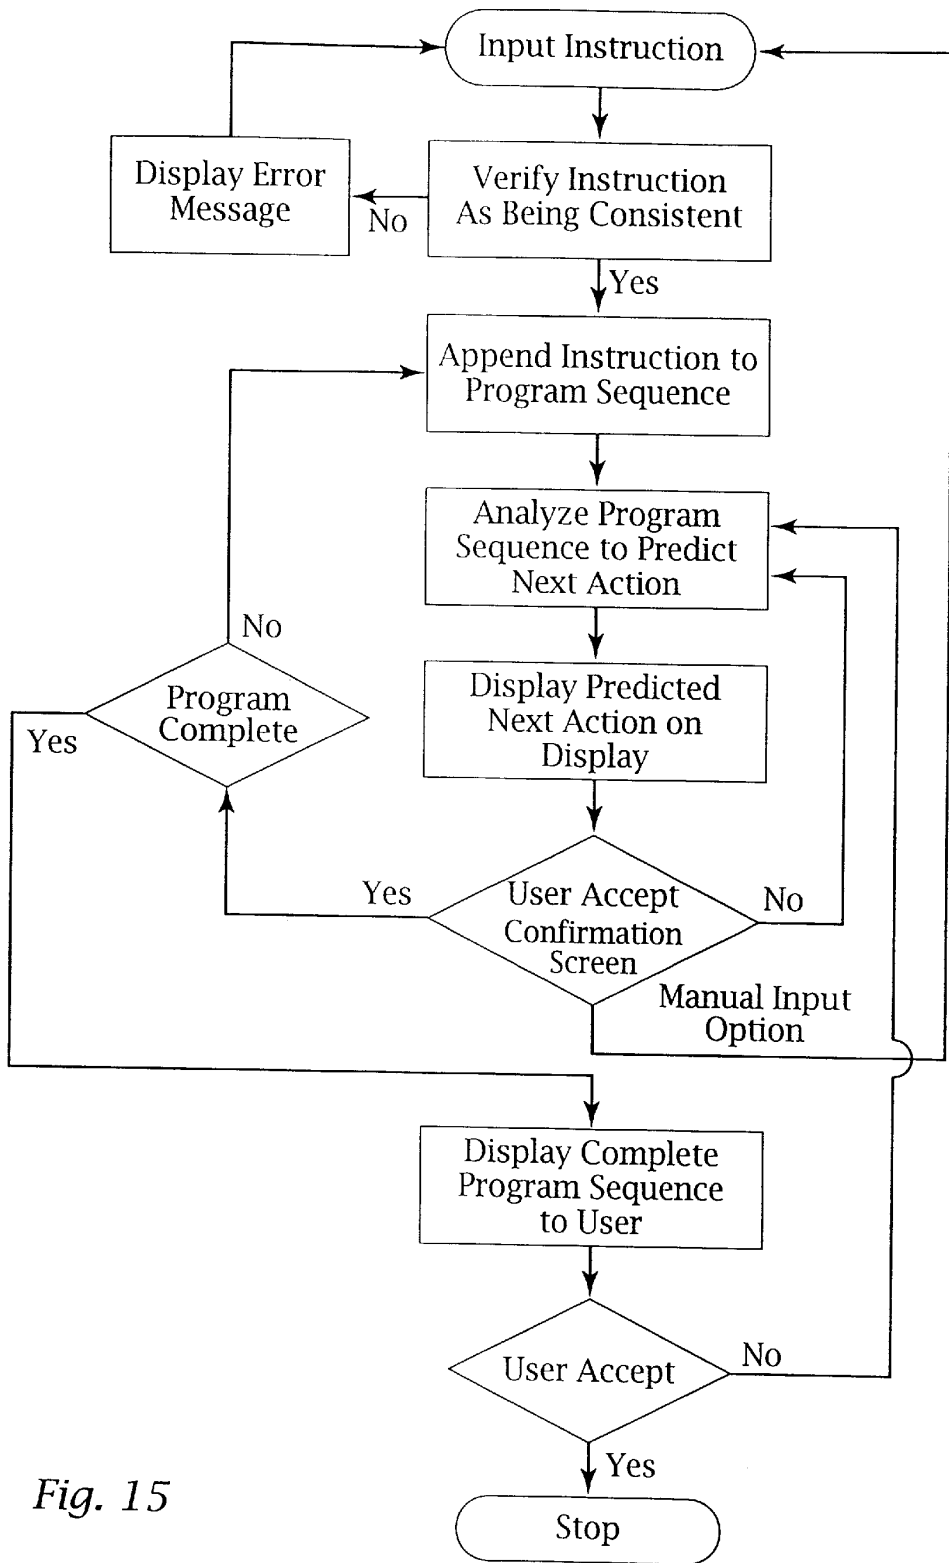 Input Instruction
Display Error
Message
No
Verify Instruction
As Being Consistent
Yes
Append Instruction to
Program Sequence
Analyze Program
Sequence to Predict
Next Action
No
Program
Complete
Yes
Display Predicted
Next Action on
Display
Yes
User Accept
Confirmation
Screen
No
Manual Input
Option
Display Complete
Program Sequence
to User
User Accept
No
Yes
Stop
Fig. 15